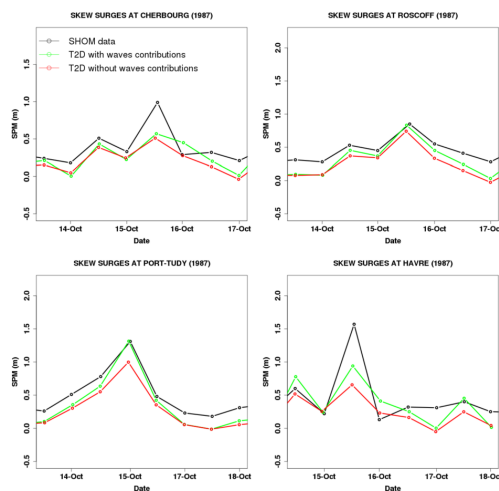 SKEW SURGES AT CHERBOURG (1987)
SHOM data
T2D with waves contributions
T2D without waves contributions
SPM (m)
-0.5 0.0 0.5 1.0 1.5
14-Oct 15-Oct 16-Oct 17-Oct
Date
SKEW SURGES AT ROSCOFF (1987)
SPM (m)
-0.5 0.0 0.5 1.0 1.5 2.0
14-Oct 15-Oct 16-Oct 17-Oct
Date
SKEW SURGES AT PORT-TUDY (1987)
SPM (m)
-0.5 0.0 0.5 1.0 1.5 2.0
14-Oct 15-Oct 16-Oct 17-Oct 18-Oct
Date
SKEW SURGES AT HAVRE (1987)
SPM (m)
-0.5 0.0 0.5 1.0 1.5 2.0
15-Oct 16-Oct 17-Oct 18-Oct
Date